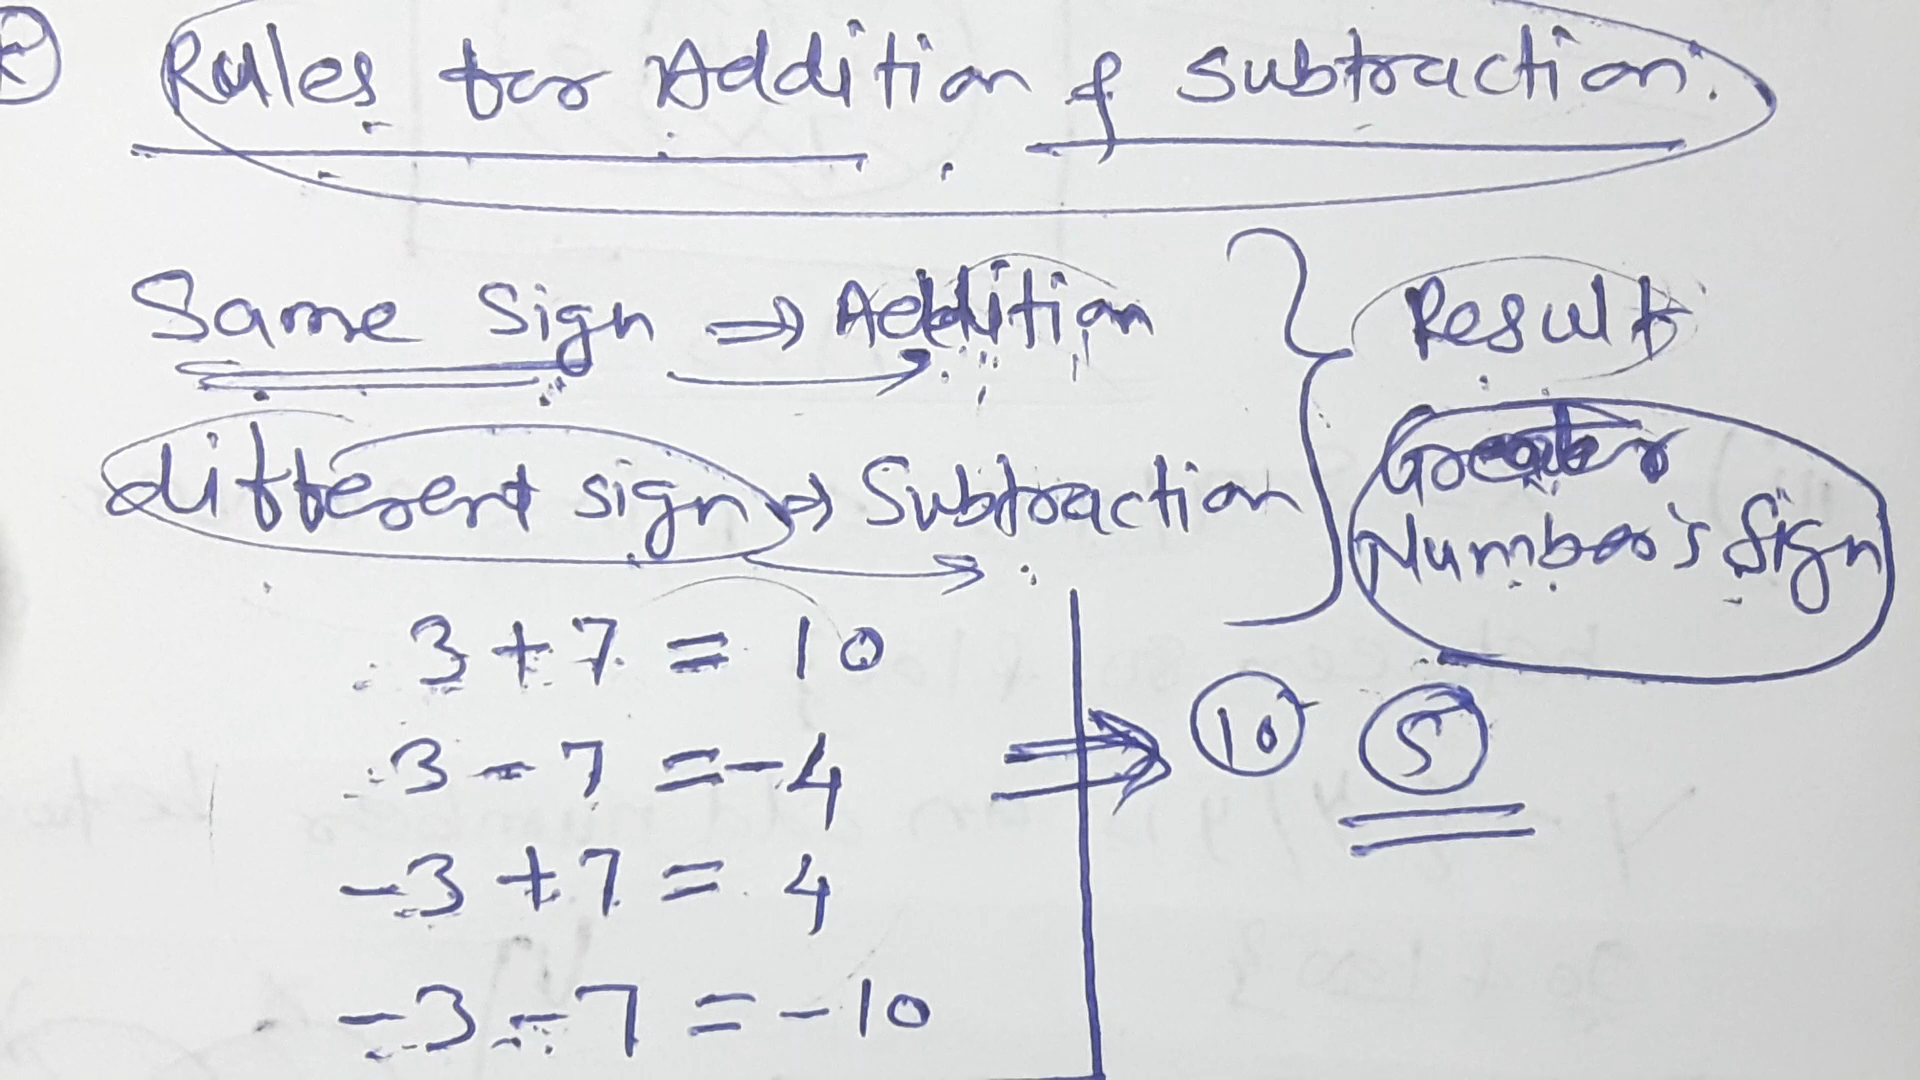 Rules for Addition & Subtraction.
Same Sign ⇒ Addition
different sign ⇒ Subtraction
Result
Greater
Number's Sign
3 + 7 = 10
3 - 7 = -4
-3 + 7 = 4
-3 - 7 = -10
⇒ 10 5